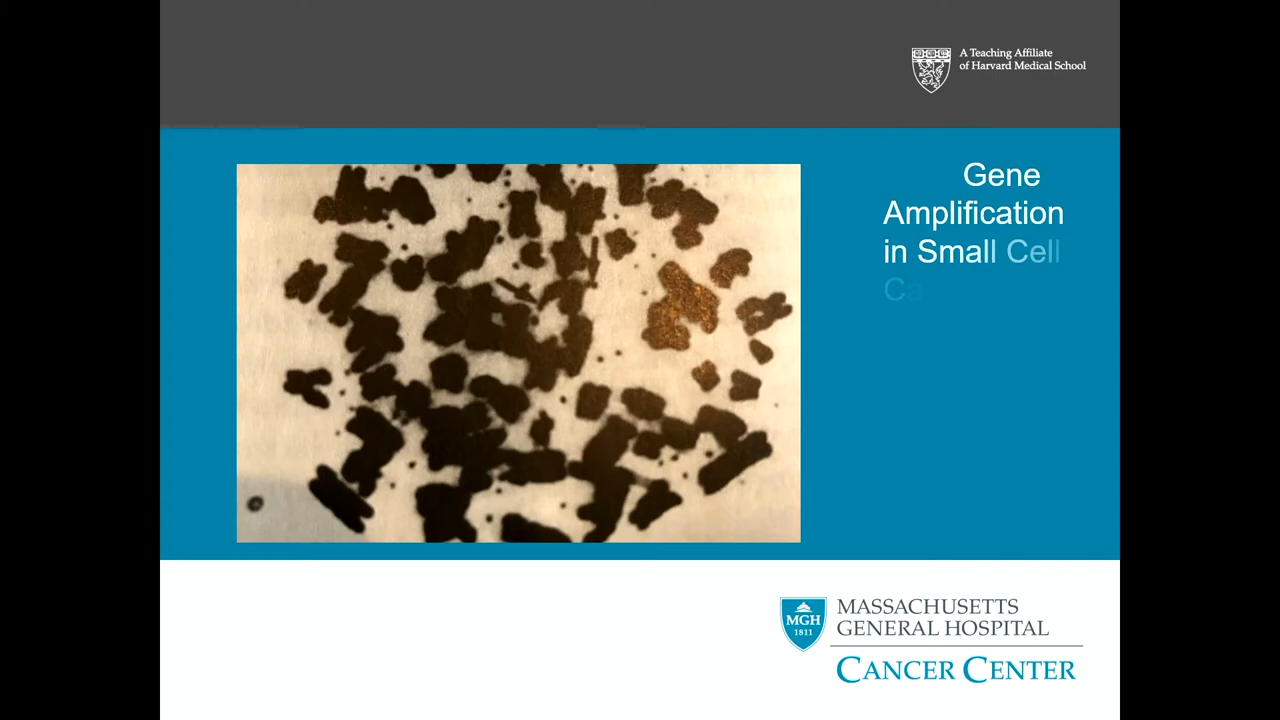 A Teaching Affiliate
of Harvard Medical School
Gene
Amplification
in Small Cell
Ca
MGH
1811
MASSACHUSETTS
GENERAL HOSPITAL
CANCER CENTER